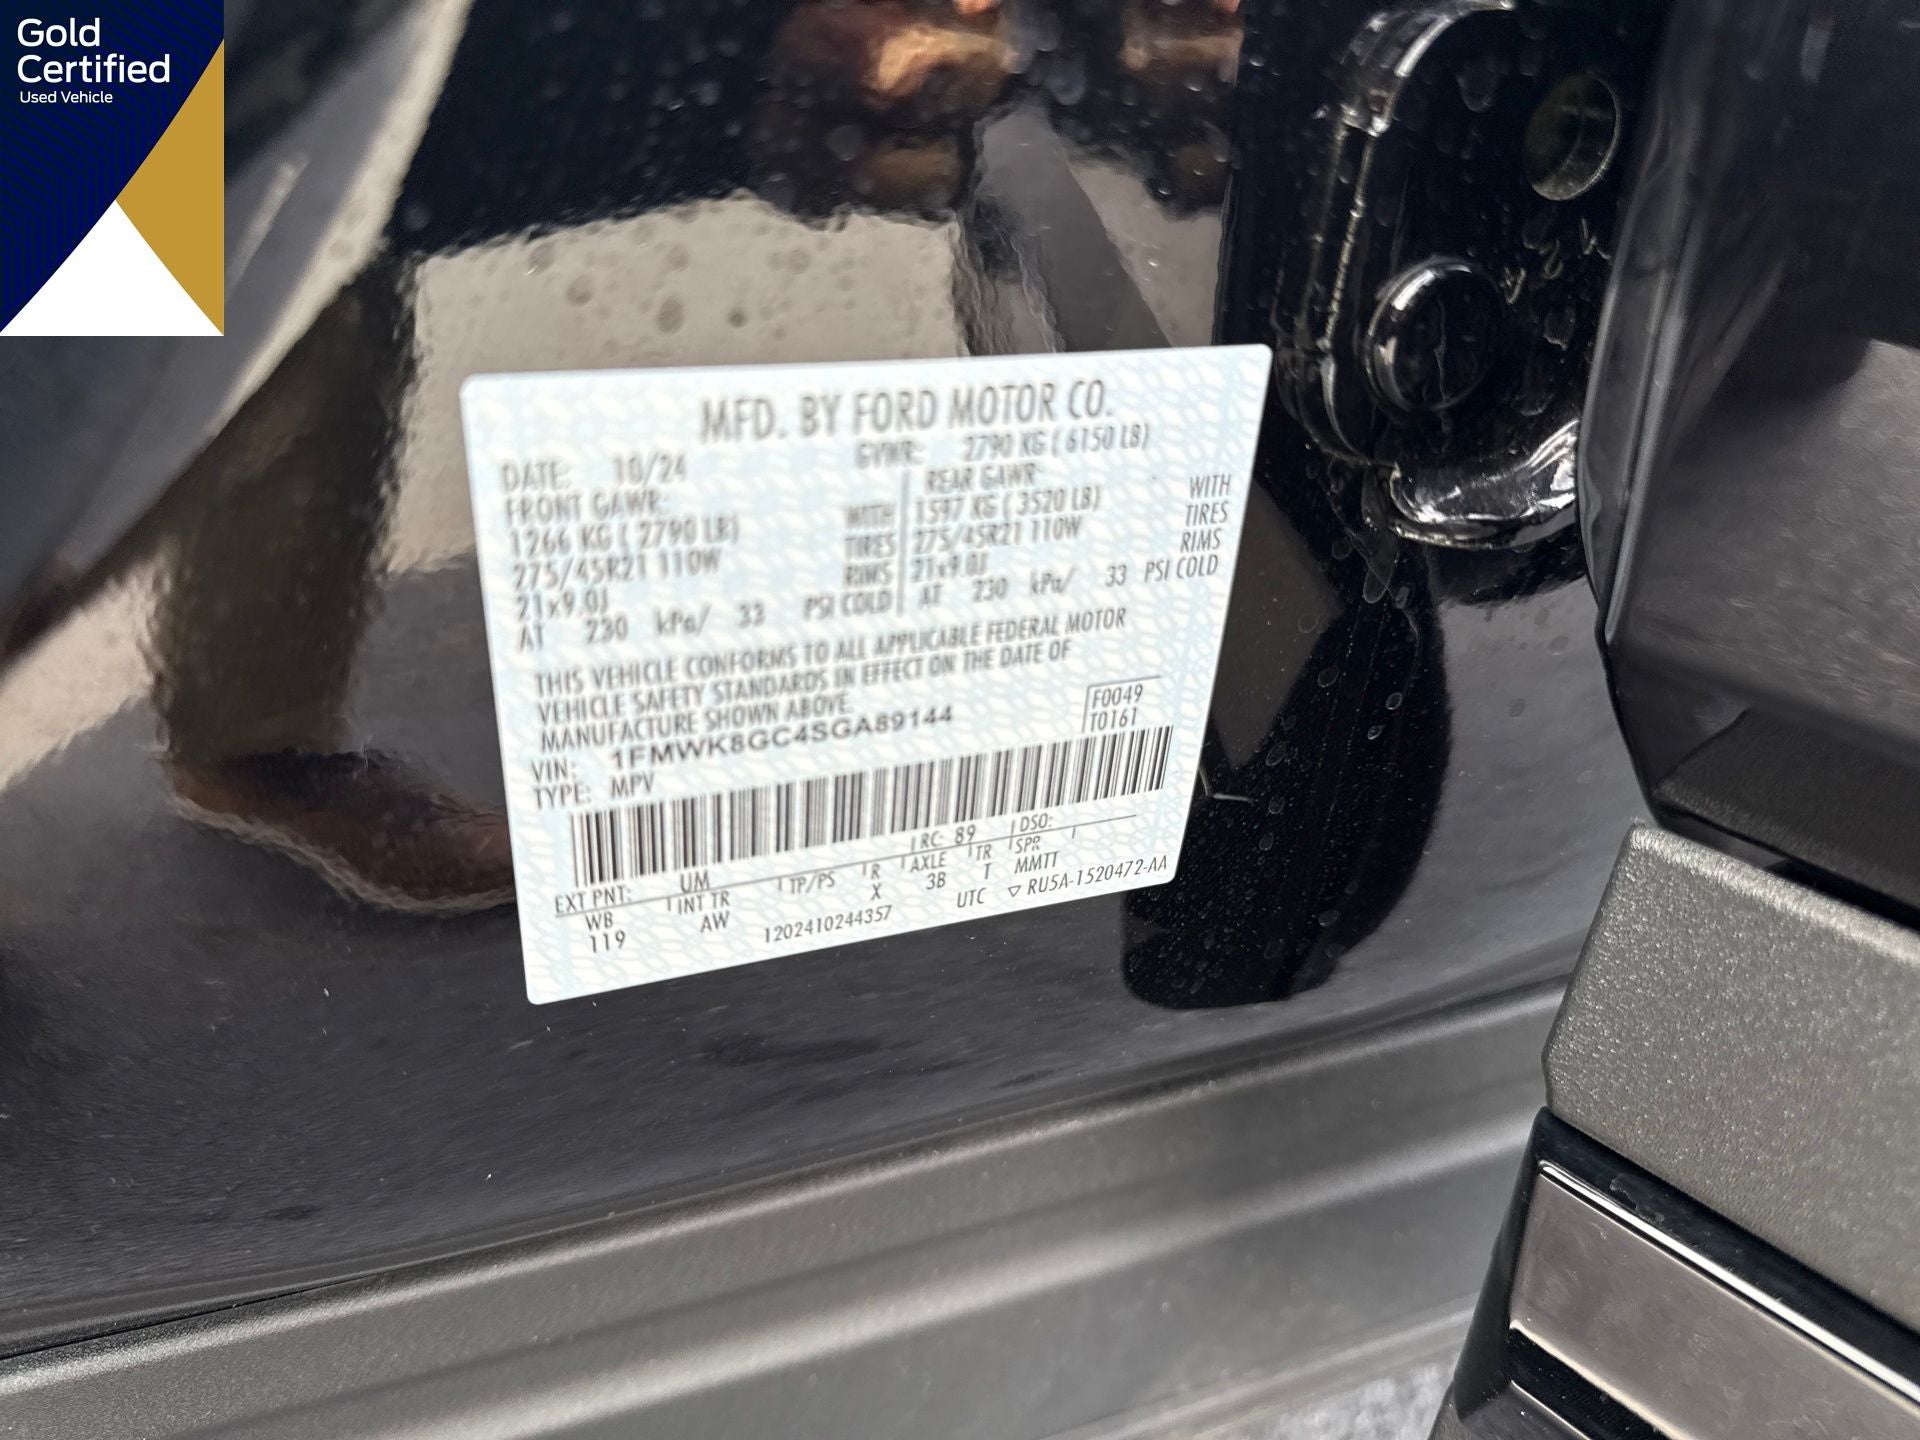 Gold
Certified
Used Vehicle
MFD. BY FORD MOTOR CO.
DATE: 10/24 GVWR: 2790 KG ( 6150 LB)
FRONT GAWR: REAR GAWR
1266 KG ( 2790 LB) WITH 1597 KG ( 3520 LB) WITH
275/45R21 110W TIRES 275/45R21 110W TIRES
21x9.0J RIMS 21x9.0J RIMS
AT 230 kPa/ 33 PSI COLD AT 230 kPa/ 33 PSI COLD
THIS VEHICLE CONFORMS TO ALL APPLICABLE FEDERAL MOTOR
VEHICLE SAFETY STANDARDS IN EFFECT ON THE DATE OF
MANUFACTURE SHOWN ABOVE.
F0049
T0161
VIN: 1FMWK8GC4SGA89144
TYPE: MPV
EXT PNT: UM RC: 89 DSO:
WB INT TR TP/PS R AXLE TR SPR
119 AW X 3B T MMTT
1202410244357 UTC ▽ RU5A-1520472-AA